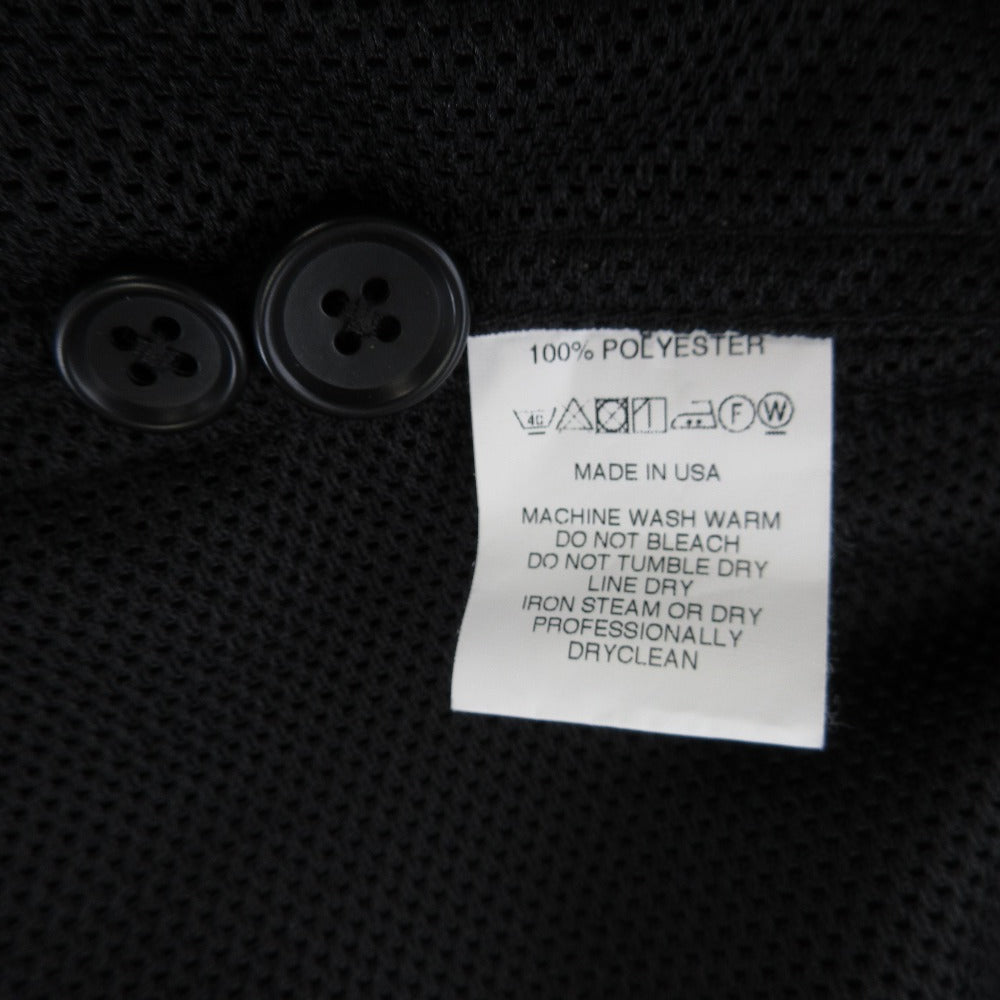 100% POLYESTER
40 F W
MADE IN USA
MACHINE WASH WARM
DO NOT BLEACH
DO NOT TUMBLE DRY
LINE DRY
IRON STEAM OR DRY
PROFESSIONALLY
DRYCLEAN